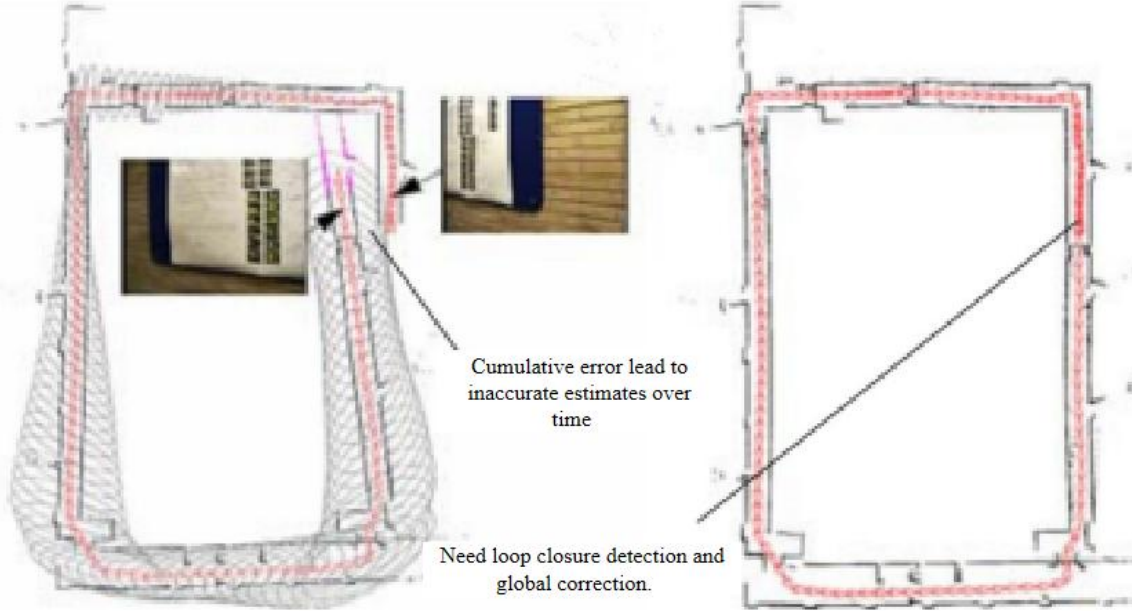 Cumulative error lead to
inaccurate estimates over
time
Need loop closure detection and
global correction.